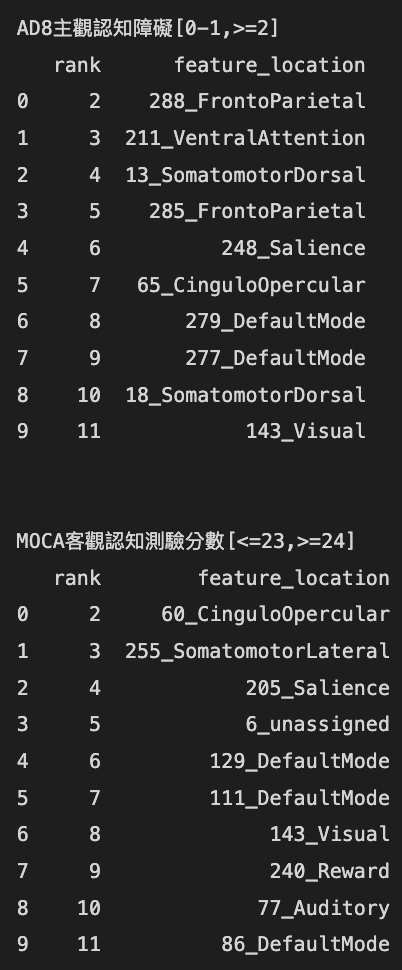 AD8主觀認知障礙[0-1,>=2]
rank feature_location
0 2 288_FrontoParietal
1 3 211_VentralAttention
2 4 13_SomatomotorDorsal
3 5 285_FrontoParietal
4 6 248_Salience
5 7 65_CinguloOpercular
6 8 279_DefaultMode
7 9 277_DefaultMode
8 10 18_SomatomotorDorsal
9 11 143_Visual
MOCA客觀認知測驗分數[<=23,>=24]
rank feature_location
0 2 60_CinguloOpercular
1 3 255_SomatomotorLateral
2 4 205_Salience
3 5 6_unassigned
4 6 129_DefaultMode
5 7 111_DefaultMode
6 8 143_Visual
7 9 240_Reward
8 10 77_Auditory
9 11 86_DefaultMode